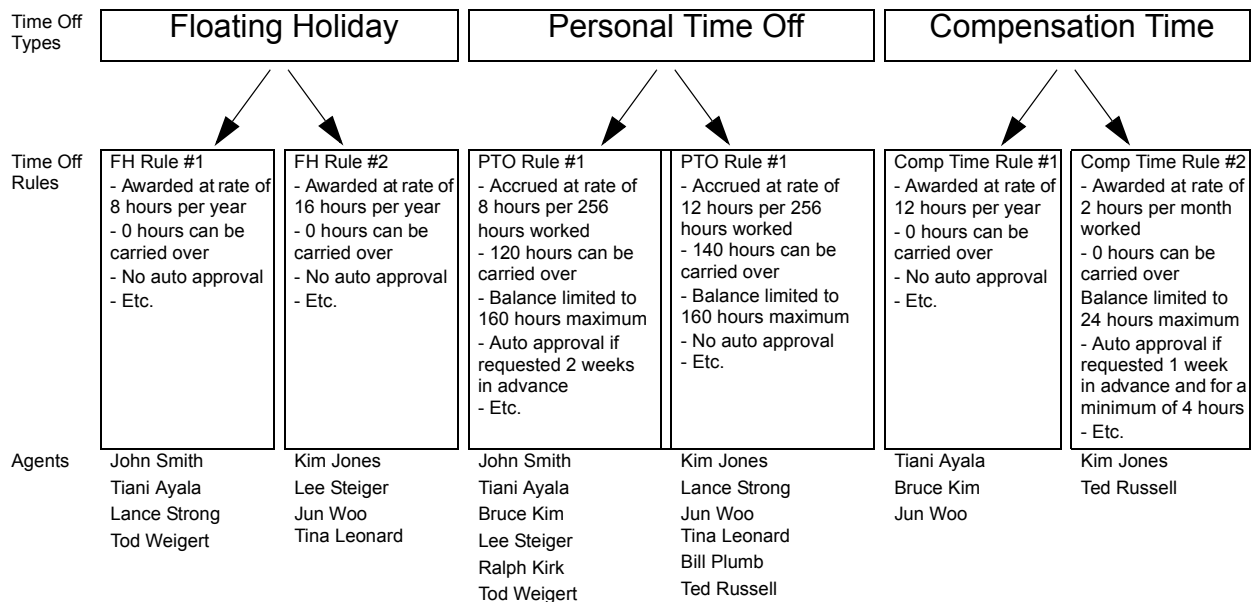 Time Off
Types
Floating Holiday
Personal Time Off
Compensation Time
Time Off
Rules
FH Rule #1
- Awarded at rate of
8 hours per year
- 0 hours can be
carried over
- No auto approval
- Etc.
FH Rule #2
- Awarded at rate of
16 hours per year
- 0 hours can be
carried over
- No auto approval
- Etc.
PTO Rule #1
- Accrued at rate of
8 hours per 256
hours worked
- 120 hours can be
carried over
- Balance limited to
160 hours maximum
- Auto approval if
requested 2 weeks
in advance
- Etc.
PTO Rule #1
- Accrued at rate of
12 hours per 256
hours worked
- 140 hours can be
carried over
- Balance limited to
160 hours maximum
- No auto approval
- Etc.
Comp Time Rule #1
- Awarded at rate of
12 hours per year
- 0 hours can be
carried over
- No auto approval
- Etc.
Comp Time Rule #2
- Awarded at rate of
2 hours per month
worked
- 0 hours can be
carried over
Balance limited to
24 hours maximum
- Auto approval if
requested 1 week
in advance and for a
minimum of 4 hours
- Etc.
Agents
John Smith
Tiani Ayala
Lance Strong
Tod Weigert
Kim Jones
Lee Steiger
Jun Woo
Tina Leonard
John Smith
Tiani Ayala
Bruce Kim
Lee Steiger
Ralph Kirk
Tod Weigert
Kim Jones
Lance Strong
Jun Woo
Tina Leonard
Bill Plumb
Ted Russell
Tiani Ayala
Bruce Kim
Jun Woo
Kim Jones
Ted Russell